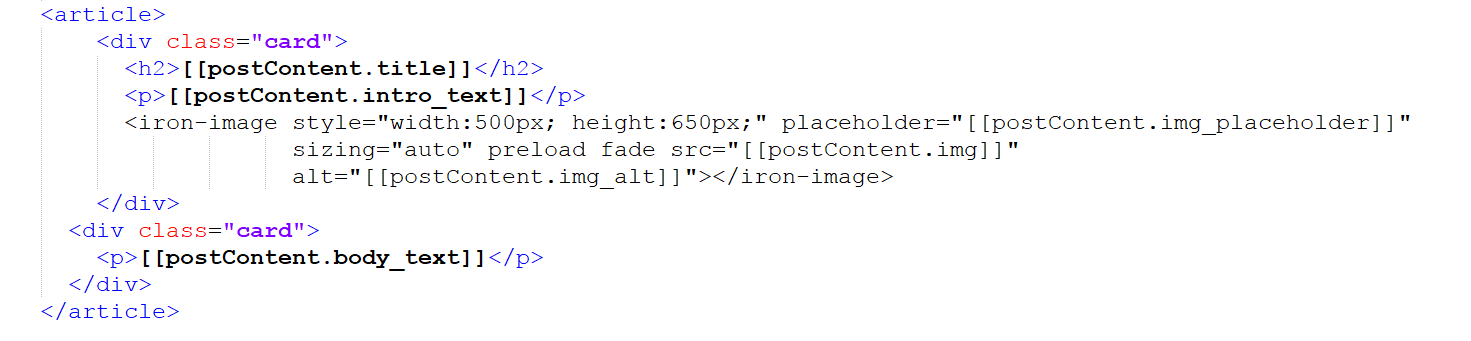 <article>
<div class="card">
<h2>[[postContent.title]]</h2>
<p>[[postContent.intro_text]]</p>
<iron-image style="width:500px; height:650px;" placeholder="[[postContent.img_placeholder]]"
sizing="auto" preload fade src="[[postContent.img]]"
alt="[[postContent.img_alt]]"></iron-image>
</div>
<div class="card">
<p>[[postContent.body_text]]</p>
</div>
</article>